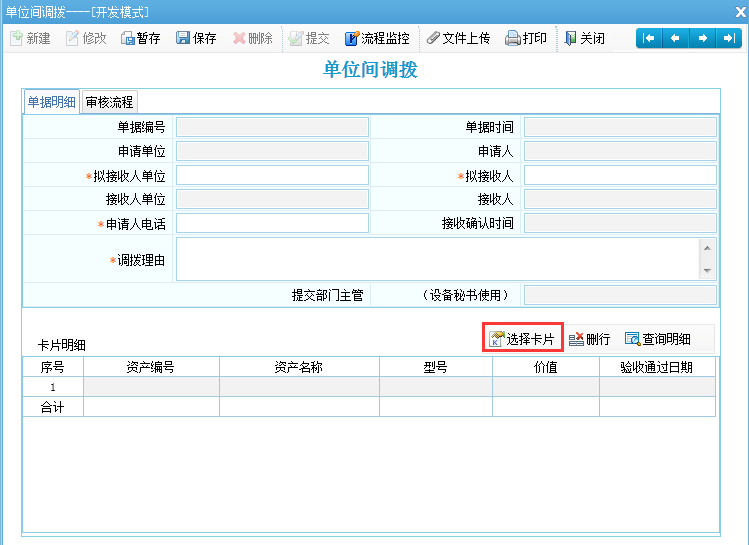 单位间调拨----[开发模式]
新建 修改 暂存 保存 删除 提交 流程监控 文件上传 打印 关闭
单位间调拨
单据明细 审核流程
单据编号 单据时间
申请单位 申请人
*拟接收人单位 *拟接收人
接收人单位 接收人
*申请人电话 接收确认时间
*调拨理由
提交部门主管 （设备秘书使用）
卡片明细 选择卡片 删行 查询明细
序号 资产编号 资产名称 型号 价值 验收通过日期
1
合计